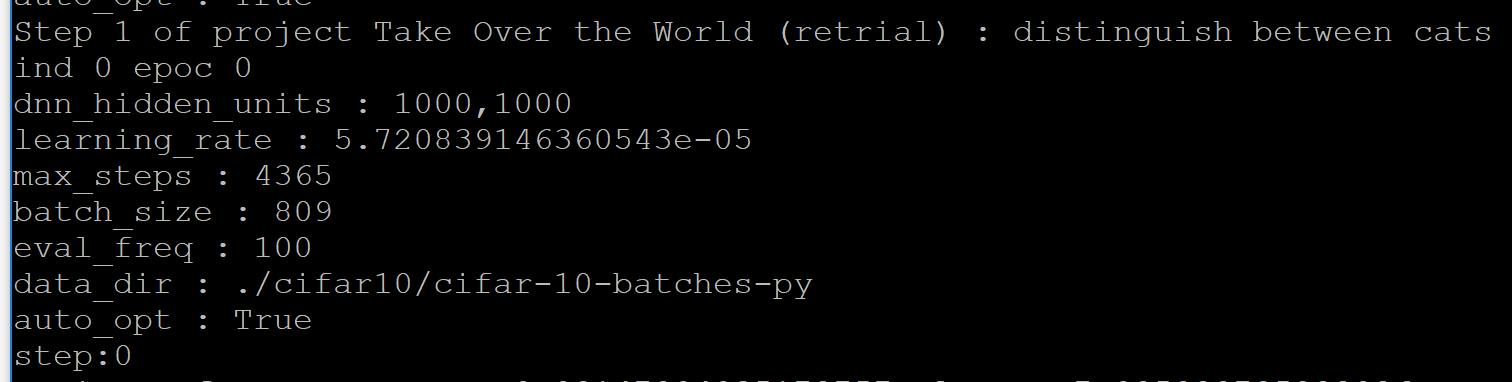 auto_opt : True
Step 1 of project Take Over the World (retrial) : distinguish between cats
ind 0 epoc 0
dnn_hidden_units : 1000,1000
learning_rate : 5.720839146360543e-05
max_steps : 4365
batch_size : 809
eval_freq : 100
data_dir : ./cifar10/cifar-10-batches-py
auto_opt : True
step:0